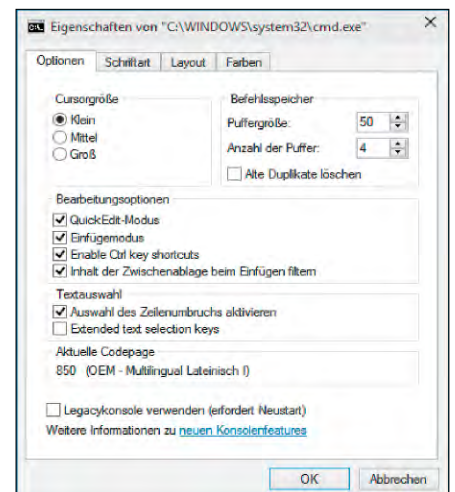 Eigenschaften von "C:\WINDOWS\system32\cmd.exe"
Optionen Schriftart Layout Farben
Cursorgröße
Klein
Mittel
Groß
Befehlsspeicher
Puffergröße: 50
Anzahl der Puffer: 4
Alte Duplikate löschen
Bearbeitungsoptionen
QuickEdit-Modus
Einfügemodus
Enable Ctrl key shortcuts
Inhalt der Zwischenablage beim Einfügen filtern
Textauswahl
Auswahl des Zeilenumbruchs aktivieren
Extended text selection keys
Aktuelle Codepage
850 (OEM - Multilingual Lateinisch I)
Legacykonsole verwenden (erfordert Neustart)
Weitere Informationen zu neuen Konsolenfeatures
OK Abbrechen